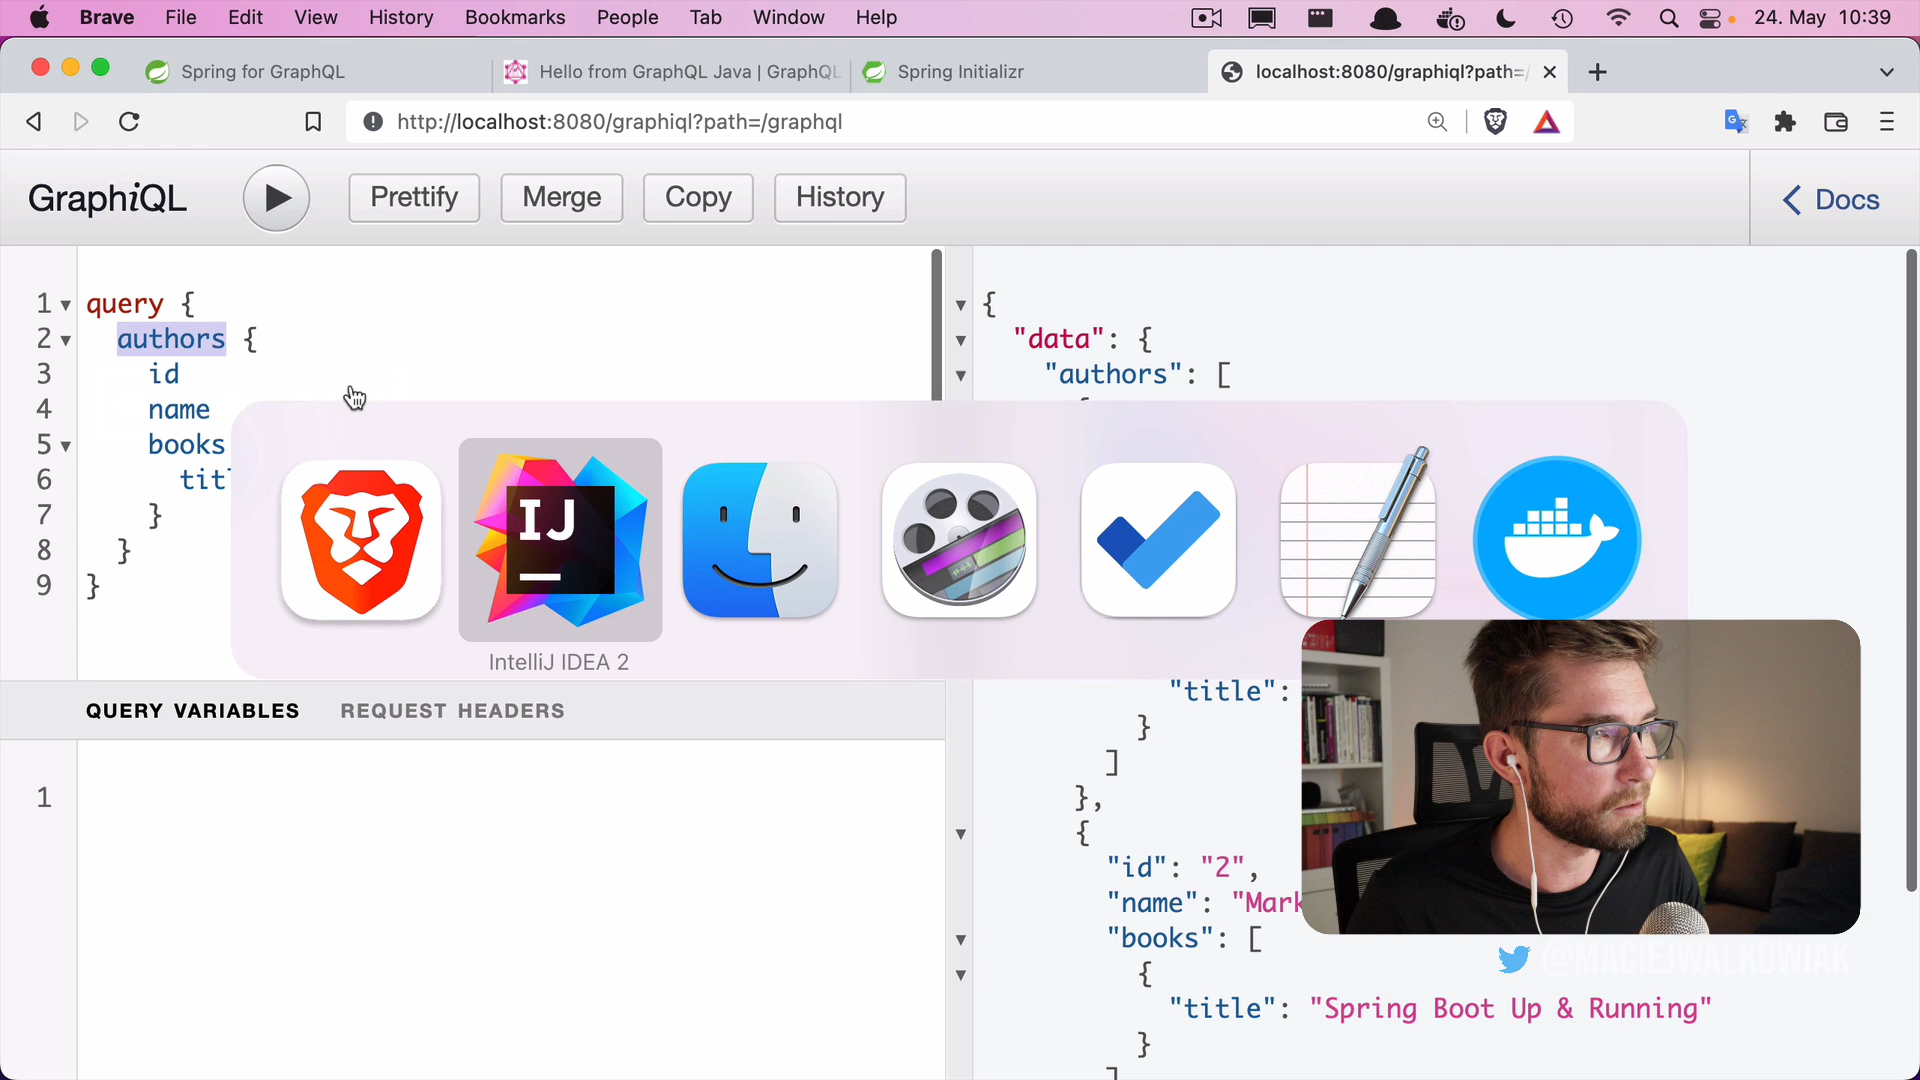 Brave File Edit View History Bookmarks People Tab Window Help 24. May 10:39
Spring for GraphQL Hello from GraphQL Java | GraphQL Spring Initializr localhost:8080/graphiql?path=/
http://localhost:8080/graphiql?path=/graphql
GraphiQL Prettify Merge Copy History Docs
1 query {
2 authors {
3 id
4 name
5 books
6 tit
7 }
8 }
9 }
{
"data": {
"authors": [
IJ
IntelliJ IDEA 2
"title":
}
]
},
{
"id": "2",
"name": "Mark
"books": [
{
"title": "Spring Boot Up & Running"
}
]
QUERY VARIABLES REQUEST HEADERS
1
@MACIEJWALKOWIAK